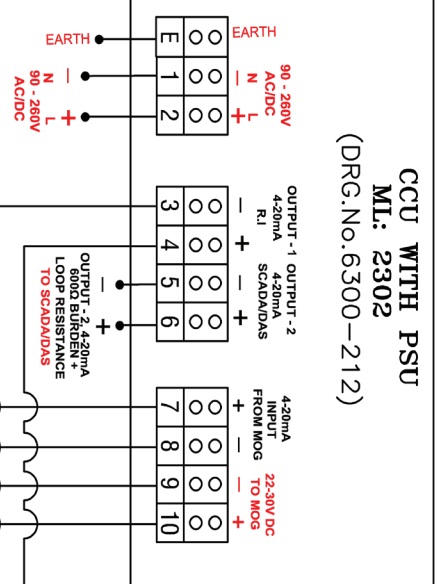 CCU WITH PSU
ML: 2302
(DRG.No.6300-212)
EARTH
E
EARTH
90 - 260V
AC/DC
N −
1
− N
90 - 260V
AC/DC
L +
2
+ L
OUTPUT - 1
4-20mA
R.I
−
3
+
4
OUTPUT - 2
4-20mA
SCADA/DAS
−
5
−
+
6
+
OUTPUT - 2, 4-20mA
600Ω BURDEN +
LOOP RESISTANCE
TO SCADA/DAS
4-20mA
INPUT
FROM MOG
+
7
−
8
22-30V DC
TO MOG
−
9
+
10